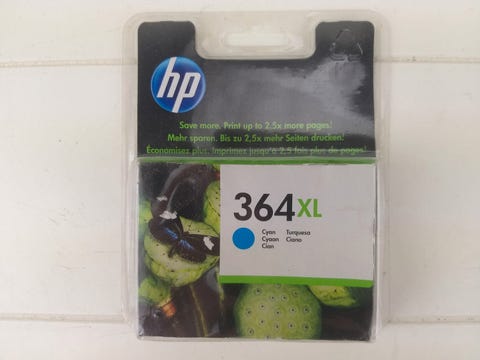 hp
Save more. Print up to 2,5x more pages!
Mehr sparen. Bis zu 2,5x mehr Seiten drucken!
Économisez plus. Imprimez jusqu'à 2,5 fois plus de pages!
364XL
Cyan Turquesa
Cyaan Ciano
Cian